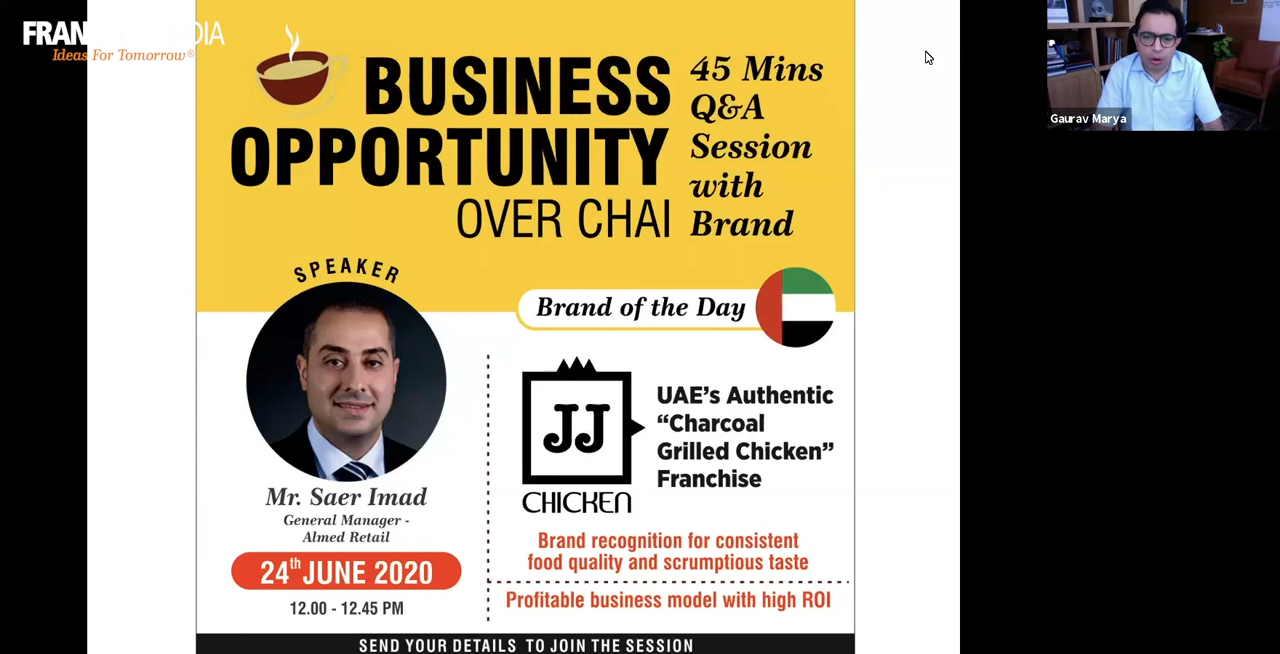 FRAN DIA
Ideas For Tomorrow®
BUSINESS
OPPORTUNITY
OVER CHAI
45 Mins
Q&A
Session
with
Brand
Gaurav Marya
SPEAKER
Mr. Saer Imad
General Manager -
Almed Retail
24th JUNE 2020
12.00 - 12.45 PM
Brand of the Day
JJ
CHICKEN
UAE’s Authentic
“Charcoal
Grilled Chicken”
Franchise
Brand recognition for consistent
food quality and scrumptious taste
Profitable business model with high ROI
SEND YOUR DETAILS TO JOIN THE SESSION